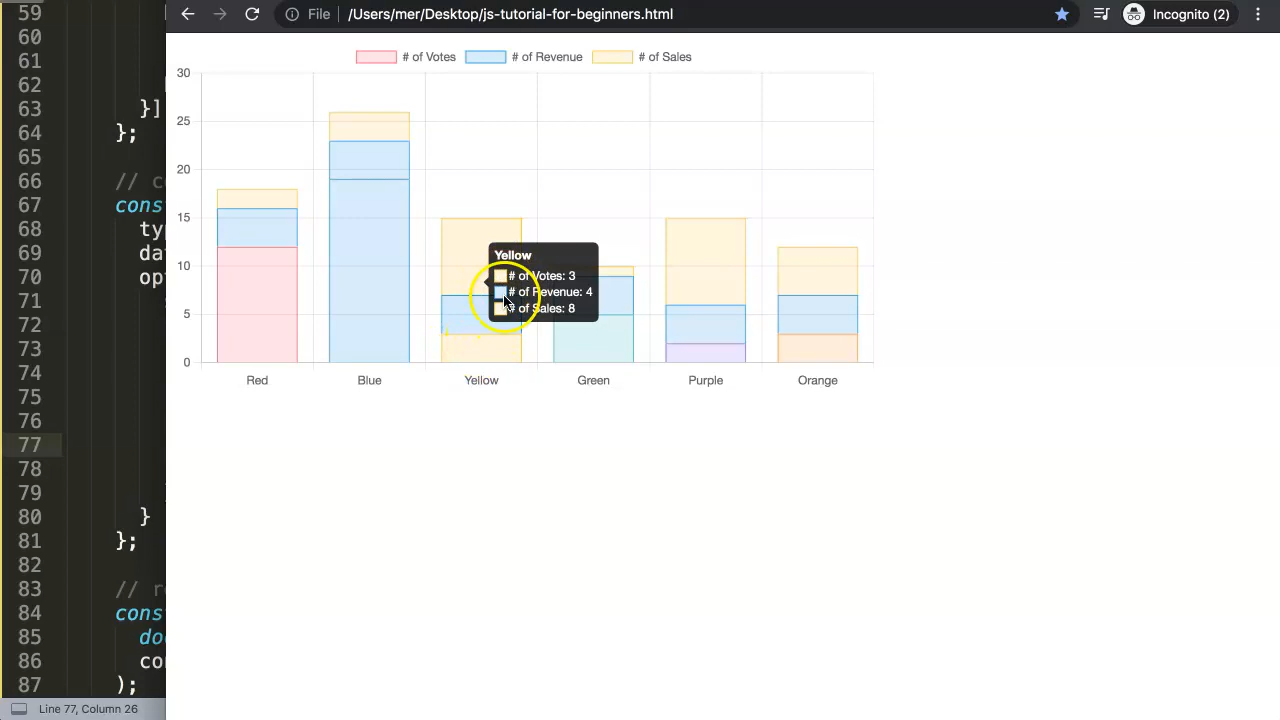 File /Users/mer/Desktop/js-tutorial-for-beginners.html Incognito (2)
59
60
61
62
63 }]
64 };
65
66 // c
67 cons
68 ty
69 dat
70 opt
71
72
73
74
75
76
77
78
79
80 }
81 };
82
83 // r
84 cons
85 do
86 co
87 );
Line 77, Column 26
# of Votes # of Revenue # of Sales
30
25
20
15
10
5
0
Yellow
# of Votes: 3
# of Revenue: 4
# of Sales: 8
Red Blue Yellow Green Purple Orange